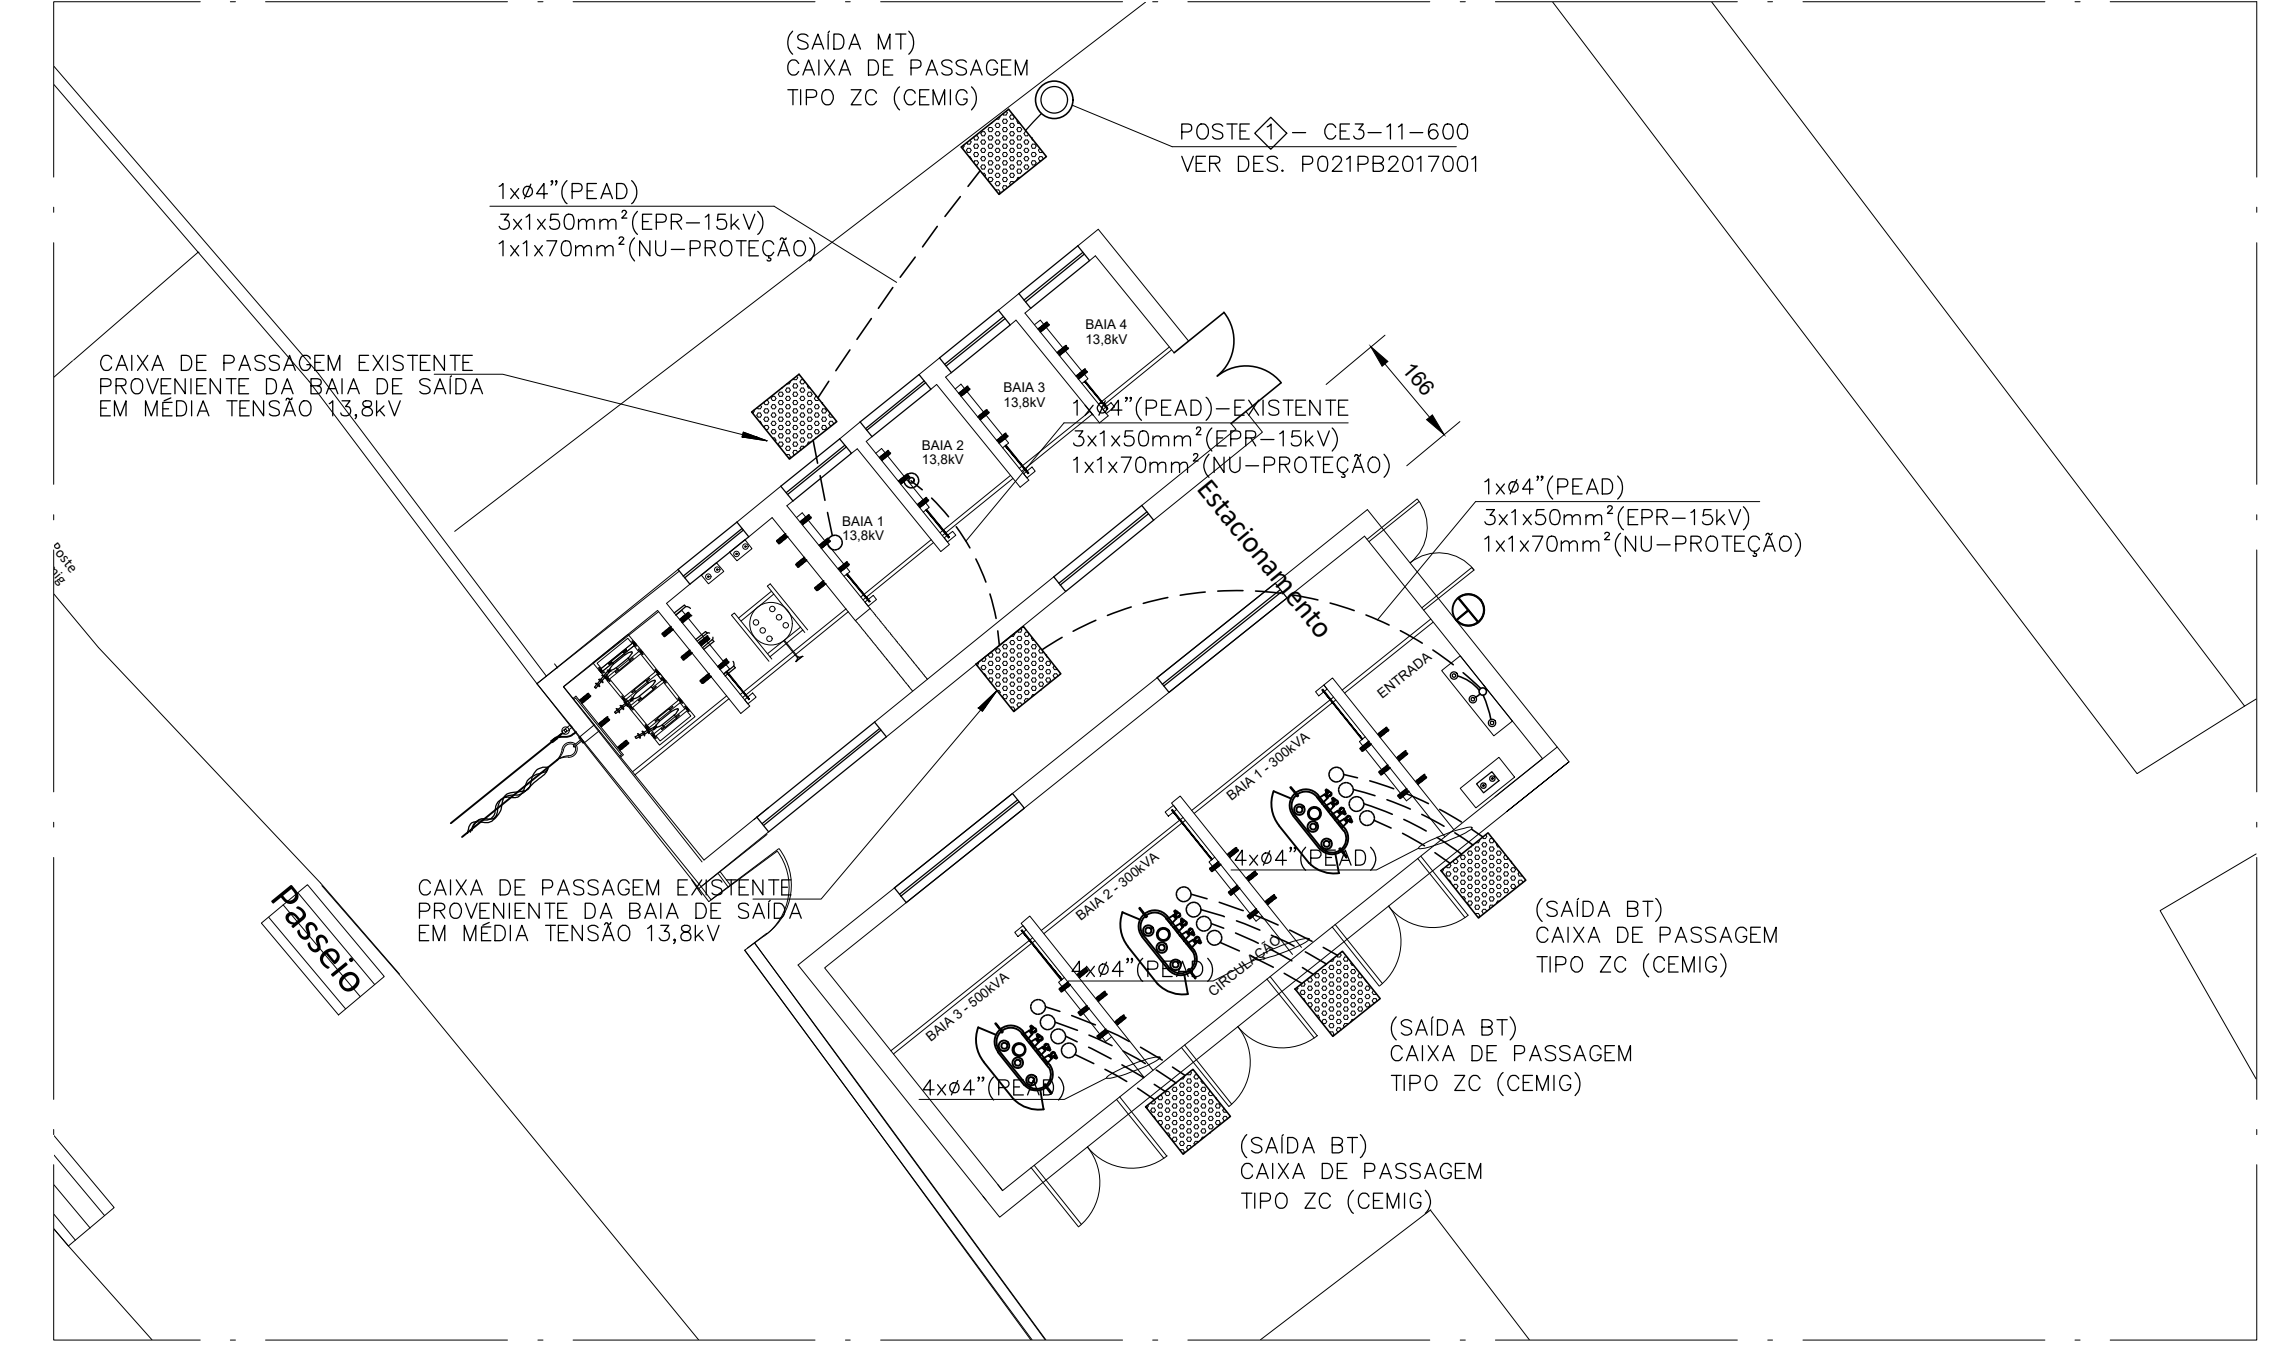 (SAÍDA MT)
CAIXA DE PASSAGEM
TIPO ZC (CEMIG)
POSTE 1 – CE3–11–600
VER DES. P021PB2017001
1xø4"(PEAD)
3x1x50mm²(EPR–15kV)
1x1x70mm²(NU–PROTEÇÃO)
CAIXA DE PASSAGEM EXISTENTE
PROVENIENTE DA BAIA DE SAÍDA
EM MÉDIA TENSÃO 13,8kV
BAIA 4
13,8kV
BAIA 3
13,8kV
BAIA 2
13,8kV
BAIA 1
13,8kV
166
1xø4"(PEAD)–EXISTENTE
3x1x50mm²(EPR–15kV)
1x1x70mm²(NU–PROTEÇÃO)
Estacionamento
1xø4"(PEAD)
3x1x50mm²(EPR–15kV)
1x1x70mm²(NU–PROTEÇÃO)
oste
ig
ENTRADA
BAIA 1 - 300kVA
4xø4"(PEAD)
BAIA 2 - 300kVA
4xø4"(PEAD)
CIRCULAÇÃO
BAIA 3 - 500kVA
4xø4"(PEAD)
CAIXA DE PASSAGEM EXISTENTE
PROVENIENTE DA BAIA DE SAÍDA
EM MÉDIA TENSÃO 13,8kV
Passeio
(SAÍDA BT)
CAIXA DE PASSAGEM
TIPO ZC (CEMIG)
(SAÍDA BT)
CAIXA DE PASSAGEM
TIPO ZC (CEMIG)
(SAÍDA BT)
CAIXA DE PASSAGEM
TIPO ZC (CEMIG)